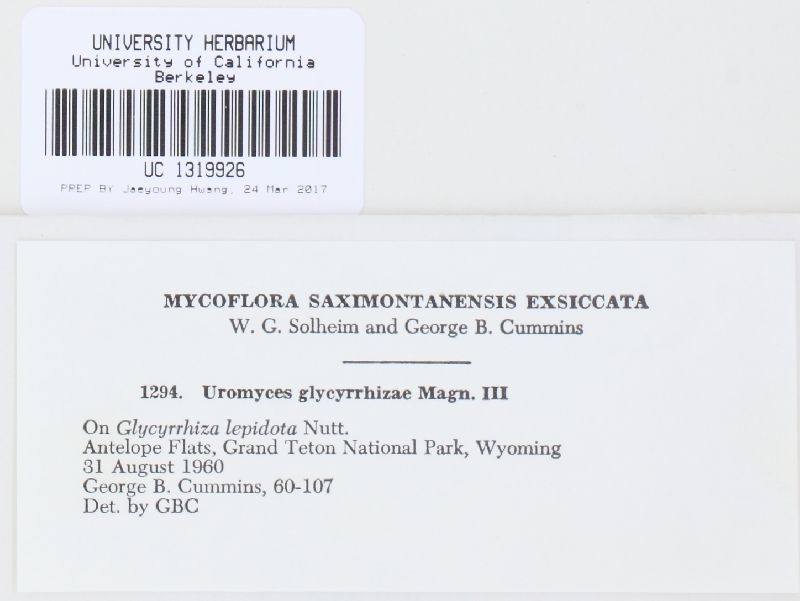 UNIVERSITY HERBARIUM
University of California
Berkeley
UC 1319926
PREP BY Jaeyoung Hwang, 24 Mar 2017
MYCOFLORA SAXIMONTANENSIS EXSICCATA
W. G. Solheim and George B. Cummins
1294. Uromyces glycyrrhizae Magn. III
On Glycyrrhiza lepidota Nutt.
Antelope Flats, Grand Teton National Park, Wyoming
31 August 1960
George B. Cummins, 60-107
Det. by GBC